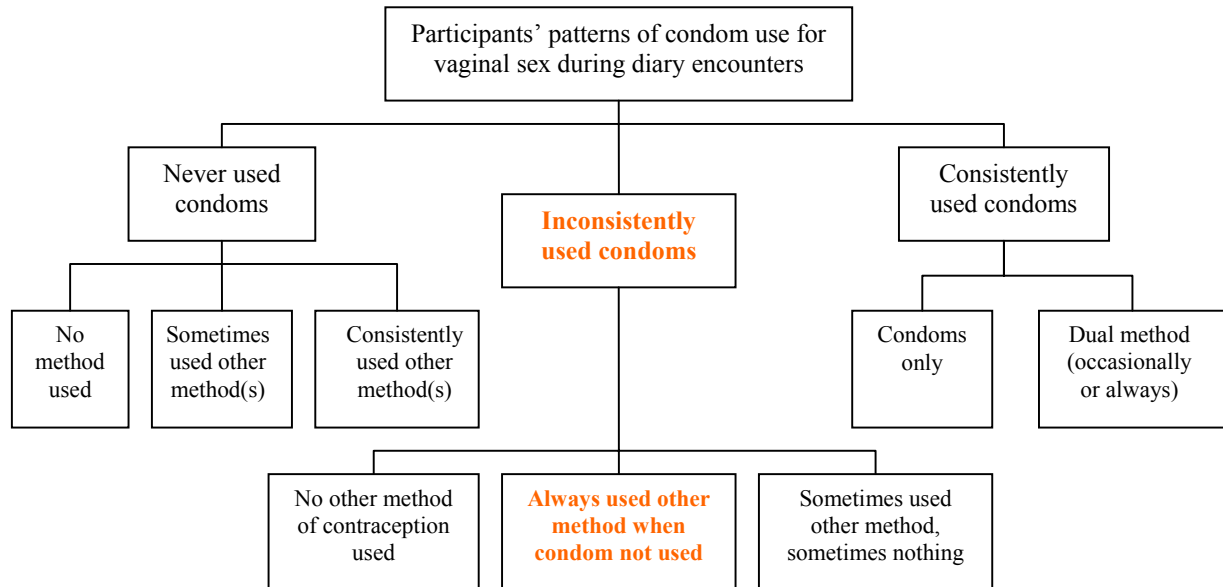 Participants’ patterns of condom use for
vaginal sex during diary encounters
Never used
condoms
Inconsistently
used condoms
Consistently
used condoms
No
method
used
Sometimes
used other
method(s)
Consistently
used other
method(s)
Condoms
only
Dual method
(occasionally
or always)
No other method
of contraception
used
Always used other
method when
condom not used
Sometimes used
other method,
sometimes nothing